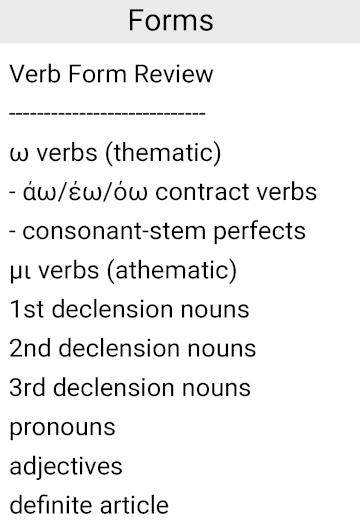 Forms
Verb Form Review
----------------------------
ω verbs (thematic)
- άω/έω/όω contract verbs
- consonant-stem perfects
μι verbs (athematic)
1st declension nouns
2nd declension nouns
3rd declension nouns
pronouns
adjectives
definite article